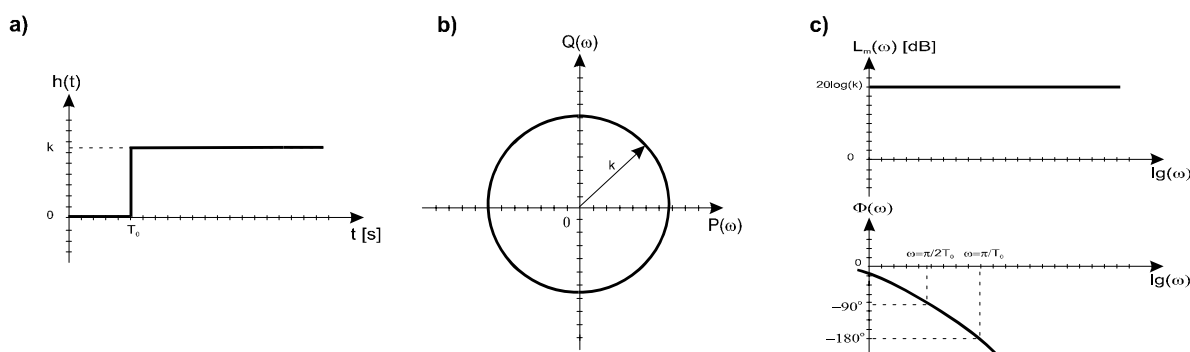 a)
h(t)
k
0
T₀
t [s]
b)
Q(ω)
k
0
P(ω)
c)
Lₘ(ω) [dB]
20log(k)
0
lg(ω)
Φ(ω)
0
ω=π/2T₀
ω=π/T₀
lg(ω)
−90°
−180°